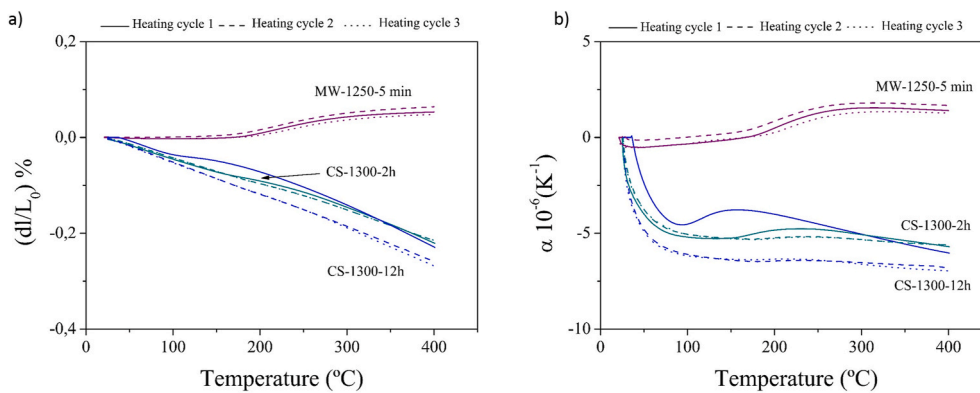 a)
Heating cycle 1 Heating cycle 2 Heating cycle 3
0,2
0,0
-0,2
-0,4
(dl/L₀) %
MW-1250-5 min
CS-1300-2h
CS-1300-12h
0 100 200 300 400
Temperature (ºC)
b)
Heating cycle 1 Heating cycle 2 Heating cycle 3
5
0
-5
-10
α 10⁻⁶(K⁻¹)
MW-1250-5 min
CS-1300-2h
CS-1300-12h
0 100 200 300 400
Temperature (ºC)